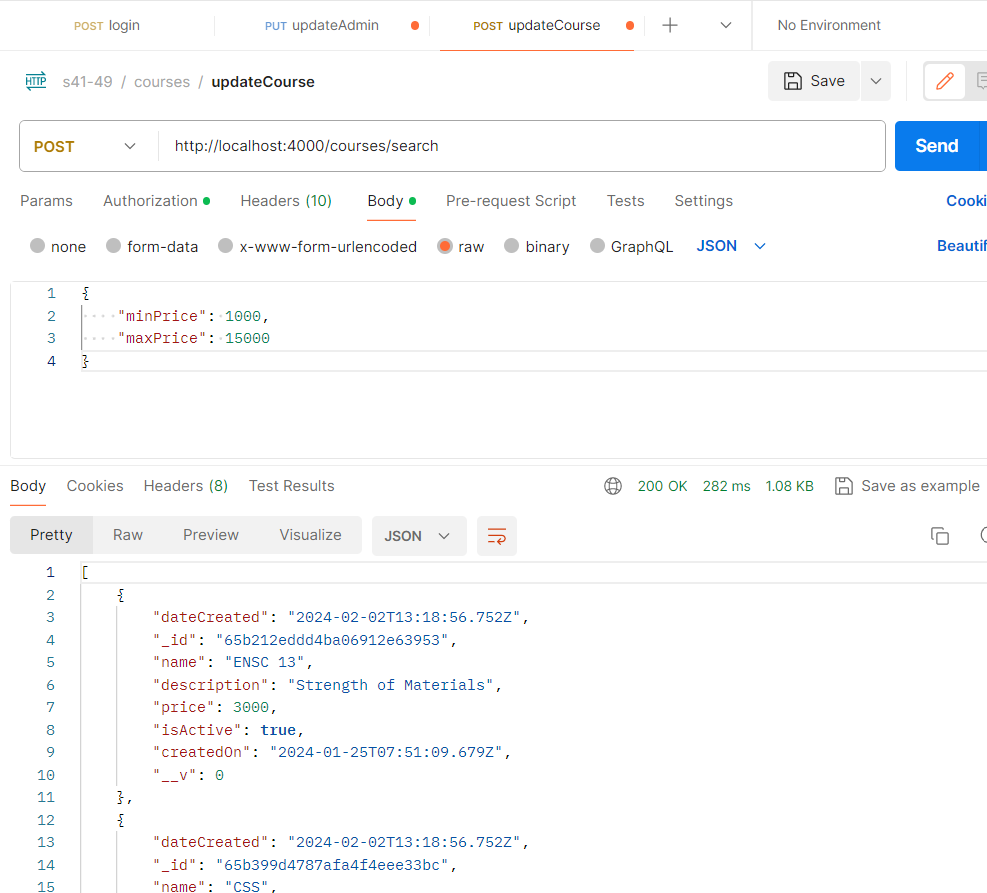 POST login PUT updateAdmin POST updateCourse No Environment
HTTP s41-49 / courses / updateCourse Save
POST http://localhost:4000/courses/search Send
Params Authorization Headers (10) Body Pre-request Script Tests Settings Cooki
none form-data x-www-form-urlencoded raw binary GraphQL JSON Beautif
1 {
2 "minPrice": 1000,
3 "maxPrice": 15000
4 }
Body Cookies Headers (8) Test Results 200 OK 282 ms 1.08 KB Save as example
Pretty Raw Preview Visualize JSON
1 [
2 {
3 "dateCreated": "2024-02-02T13:18:56.752Z",
4 "_id": "65b212eddd4ba06912e63953",
5 "name": "ENSC 13",
6 "description": "Strength of Materials",
7 "price": 3000,
8 "isActive": true,
9 "createdOn": "2024-01-25T07:51:09.679Z",
10 "__v": 0
11 },
12 {
13 "dateCreated": "2024-02-02T13:18:56.752Z",
14 "_id": "65b399d4787afa4f4eee33bc",
15 "name": "CSS",